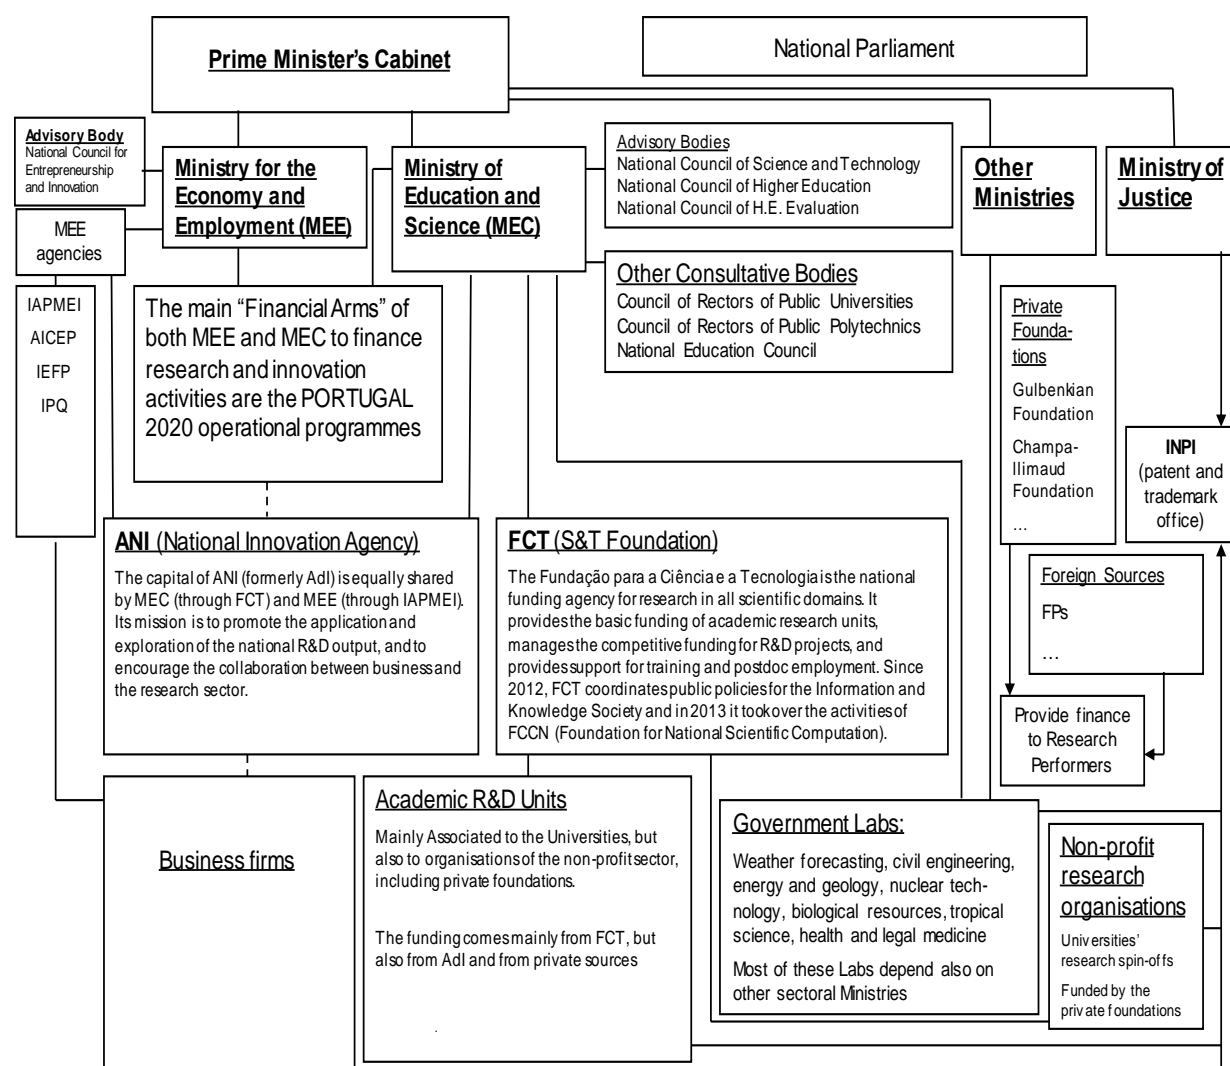 Prime Minister's Cabinet
National Parliament
Advisory Body
National Council for
Entrepreneurship
and Innovation
Ministry for the
Economy and
Employment (MEE)
Ministry of
Education and
Science (MEC)
Advisory Bodies
National Council of Science and Technology
National Council of Higher Education
National Council of H.E. Evaluation
Other
Ministries
Ministry of
Justice
MEE
agencies
Other Consultative Bodies
Council of Rectors of Public Universities
Council of Rectors of Public Polytechnics
National Education Council
IAPMEI
AICEP
IEFP
IPQ
The main “Financial Arms” of
both MEE and MEC to finance
research and innovation
activities are the PORTUGAL
2020 operational programmes
Private
Founda-
tions
Gulbenkian
Foundation
Champa-
llimaud
Foundation
…
INPI
(patent and
trademark
office)
ANI (National Innovation Agency)
The capital of ANI (formerly AdI) is equally shared
by MEC (through FCT) and MEE (through IAPMEI).
Its mission is to promote the application and
exploration of the national R&D output, and to
encourage the collaboration between business and
the research sector.
FCT (S&T Foundation)
The Fundação para a Ciência e a Tecnologia is the national
funding agency for research in all scientific domains. It
provides the basic funding of academic research units,
manages the competitive funding for R&D projects, and
provides support for training and postdoc employment. Since
2012, FCT coordinates public policies for the Information and
Knowledge Society and in 2013 it took over the activities of
FCCN (Foundation for National Scientific Computation).
Foreign Sources
FPs
…
Provide finance
to Research
Performers
Business firms
Academic R&D Units
Mainly Associated to the Universities, but
also to organisations of the non-profit sector,
including private foundations.
The funding comes mainly from FCT, but
also from AdI and from private sources
.
Government Labs:
Weather forecasting, civil engineering,
energy and geology, nuclear tech-
nology, biological resources, tropical
science, health and legal medicine
Most of these Labs depend also on
other sectoral Ministries
Non-profit
research
organisations
Universities’
research spin-offs
Funded by the
private foundations